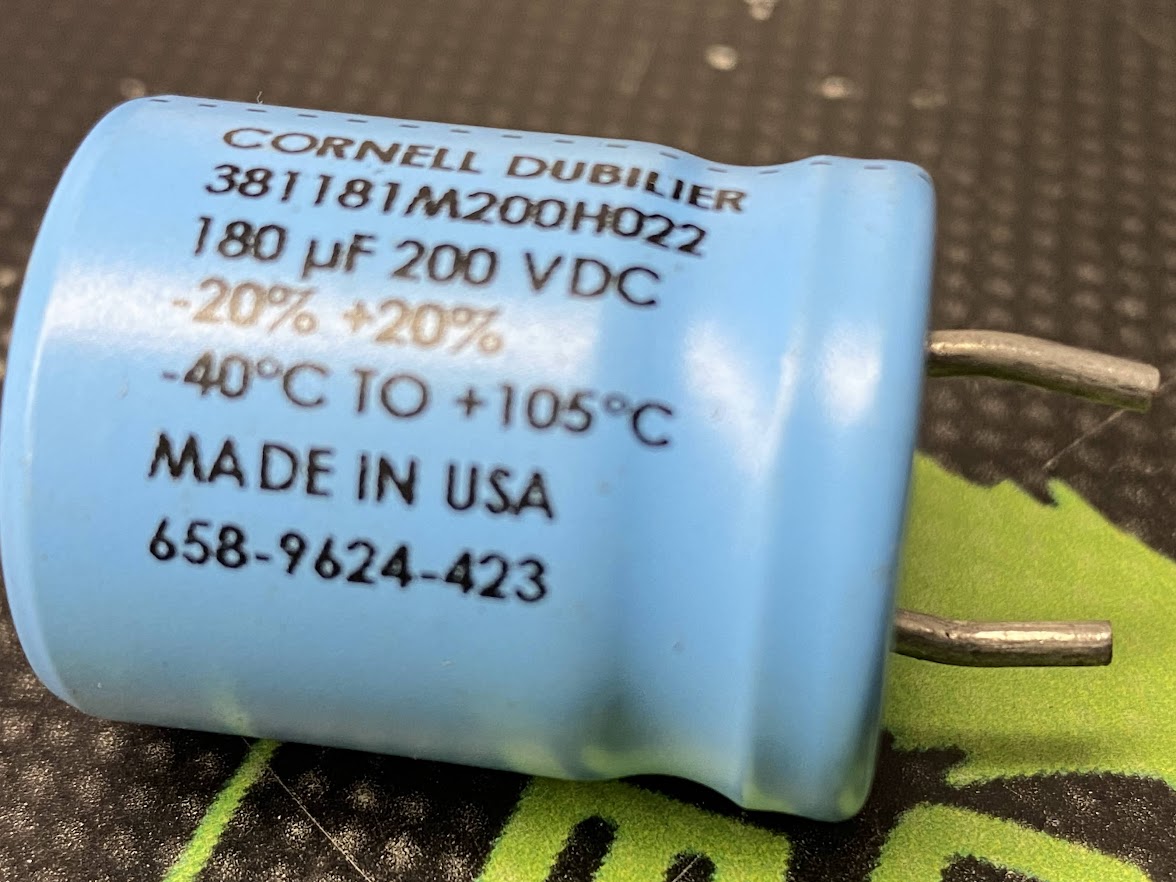 CORNELL DUBILIER
381181M200H022
180 µF 200 VDC
-20% +20%
-40°C TO +105°C
MADE IN USA
658-9624-423